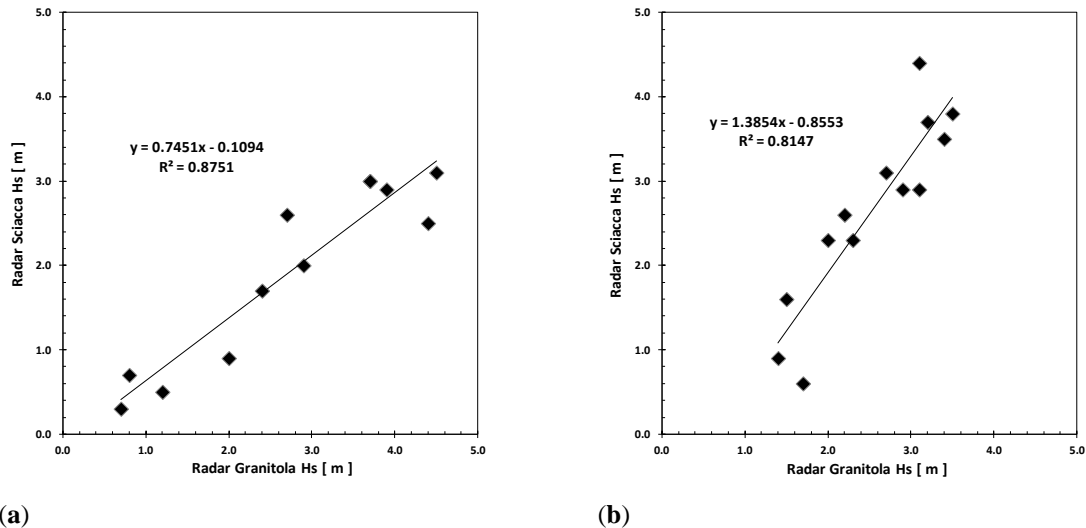 5.0
4.0
3.0
2.0
1.0
0.0
0.0 1.0 2.0 3.0 4.0 5.0
Radar Sciacca Hs [ m ]
Radar Granitola Hs [ m ]
y = 0.7451x - 0.1094
R² = 0.8751
(a)
5.0
4.0
3.0
2.0
1.0
0.0
0.0 1.0 2.0 3.0 4.0 5.0
Radar Sciacca Hs [ m ]
Radar Granitola Hs [ m ]
y = 1.3854x - 0.8553
R² = 0.8147
(b)